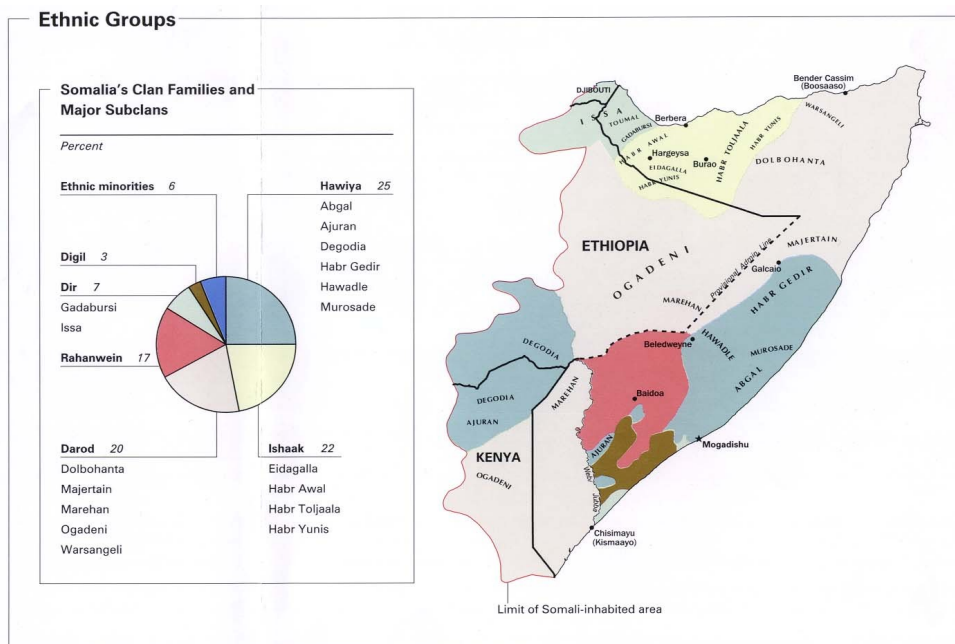 Ethnic Groups
Somalia's Clan Families and
Major Subclans
Percent
Ethnic minorities 6
Hawiya 25
Abgal
Ajuran
Degodia
Habr Gedir
Hawadle
Murosade
Digil 3
Dir 7
Gadabursi
Issa
Rahanwein 17
Darod 20
Dolbohanta
Majertain
Marehan
Ogadeni
Warsangeli
Ishaak 22
Eidagalla
Habr Awal
Habr Toljaala
Habr Yunis
DJIBOUTI
ISSA
TOUMAL
GADABURSI
Berbera
Bender Cassim
(Boosaaso)
WARSANGELI
HABR AWAL
Hargeysa
EIDAGALLA
HABR YUNIS
Burao
HABR TOLJAALA
HABR YUNIS
DOLBOHANTA
ETHIOPIA
OGADENI
Provisional Admin Line
MAJERTAIN
Galcaio
HABR GEDIR
MAREHAN
HAWADLE
Beledweyne
MUROSADE
ABGAL
DEGODIA
DEGODIA
AJURAN
MAREHAN
Baidoa
AJURAN
Mogadishu
KENYA
OGADENI
Webi
Jubba
Chisimayu
(Kismaayo)
Limit of Somali-inhabited area